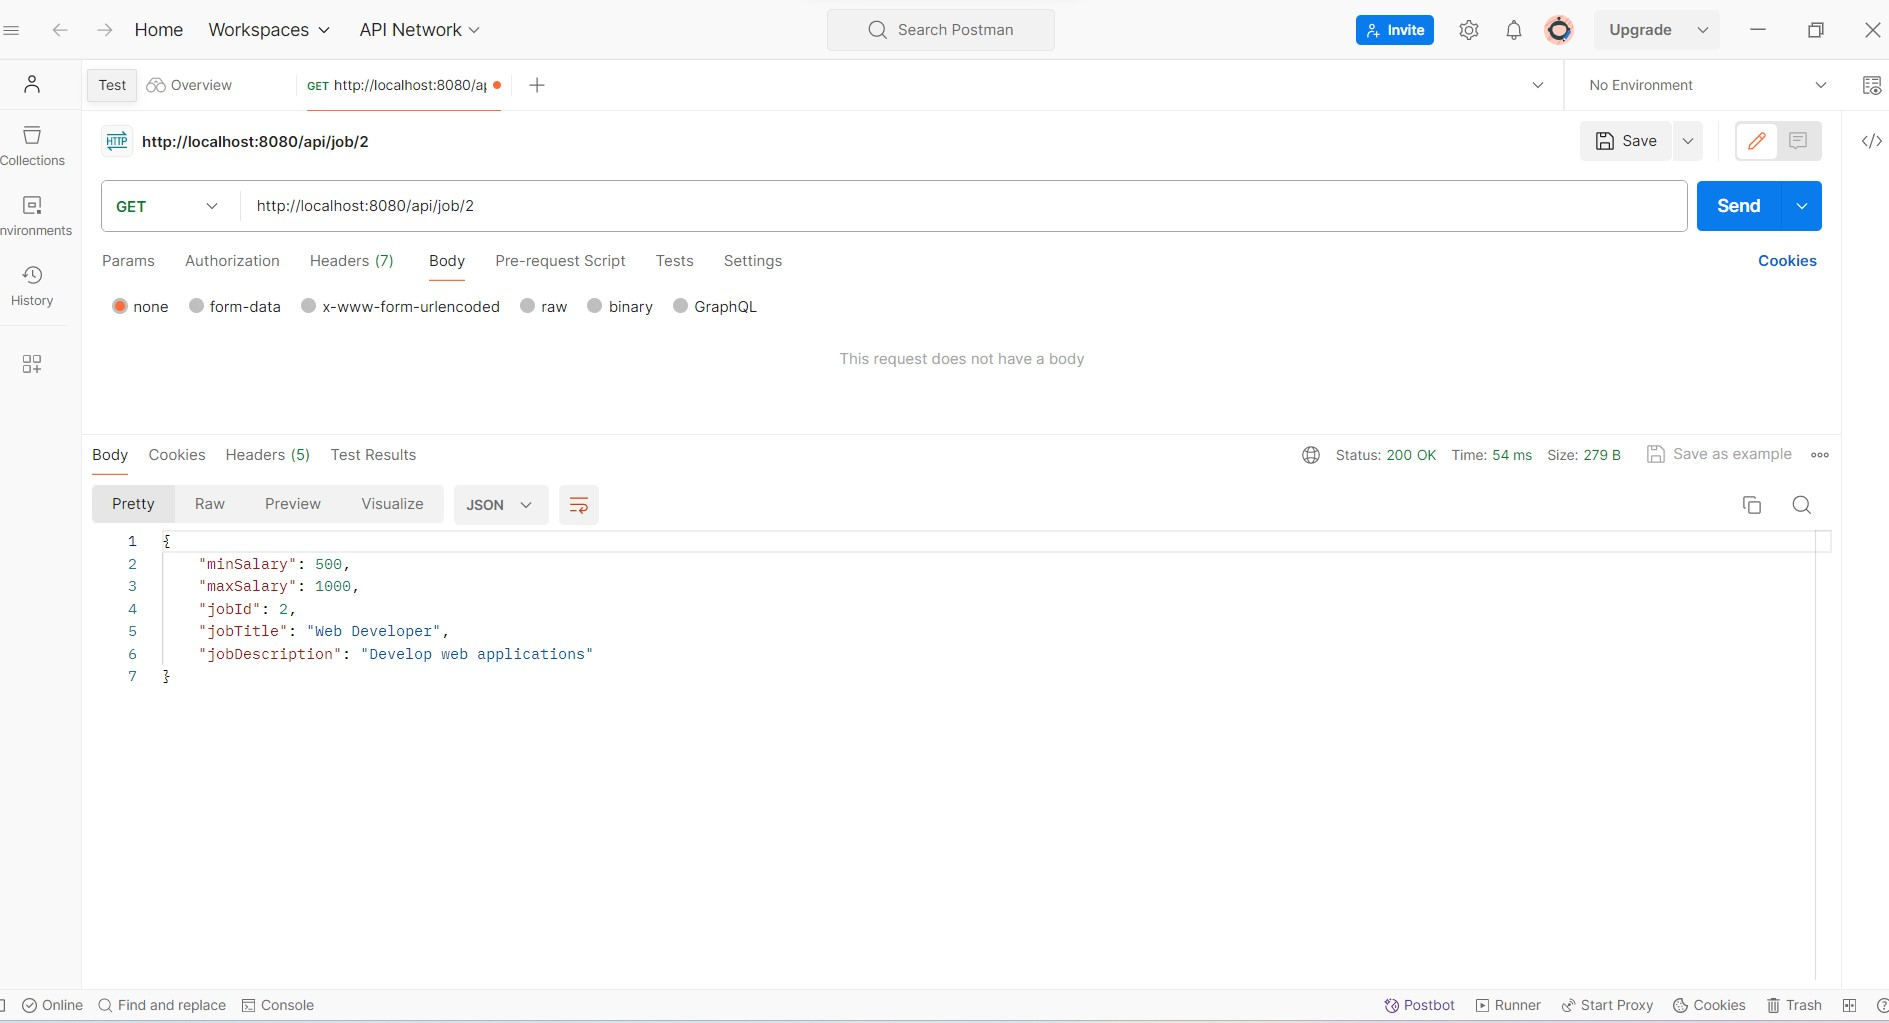 Home Workspaces API Network Search Postman Invite Upgrade
Test Overview GET http://localhost:8080/ap No Environment
HTTP http://localhost:8080/api/job/2 Save
Collections
nvironments
History
GET http://localhost:8080/api/job/2 Send
Params Authorization Headers (7) Body Pre-request Script Tests Settings Cookies
none form-data x-www-form-urlencoded raw binary GraphQL
This request does not have a body
Body Cookies Headers (5) Test Results Status: 200 OK Time: 54 ms Size: 279 B Save as example
Pretty Raw Preview Visualize JSON
1 {
2 "minSalary": 500,
3 "maxSalary": 1000,
4 "jobId": 2,
5 "jobTitle": "Web Developer",
6 "jobDescription": "Develop web applications"
7 }
Online Find and replace Console Postbot Runner Start Proxy Cookies Trash